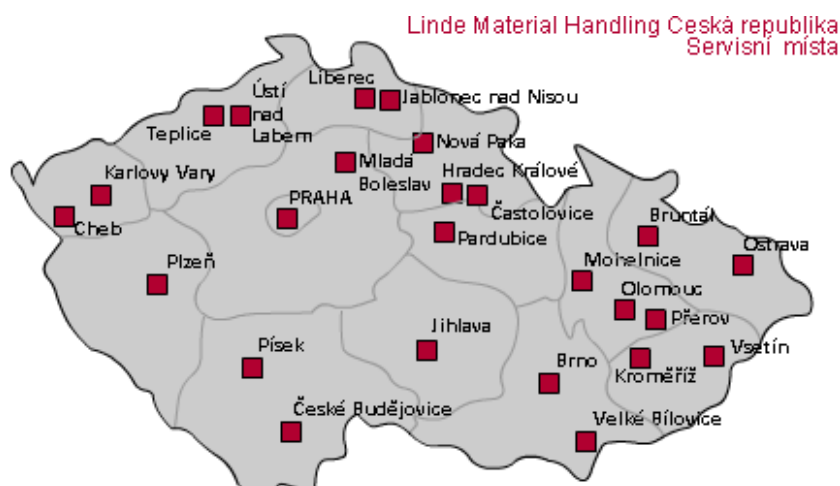 Linde Material Handling Česká republika
Servisní místa
Liberec
Jablonec nad Nisou
Ústí
nad
Labem
Teplice
Nová Paka
Mladá
Boleslav
Hradec Králové
Karlovy Vary
PRAHA
Častolovice
Cheb
Pardubice
Bruntál
Ostrava
Mohelnice
Plzeň
Olomouc
Přerov
Jihlava
Písek
Brno
Vsetín
Kroměříž
České Budějovice
Velké Bílovice